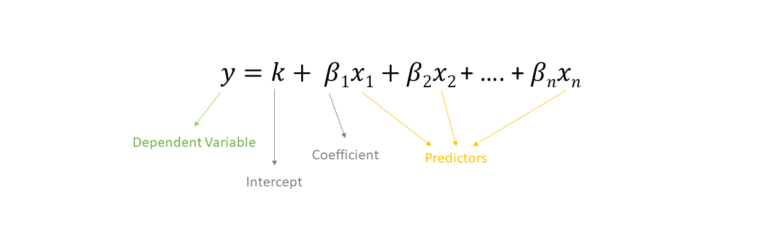 y = k + β₁x₁ + β₂x₂ + .... + βₙxₙ
Dependent Variable
Coefficient
Predictors
Intercept